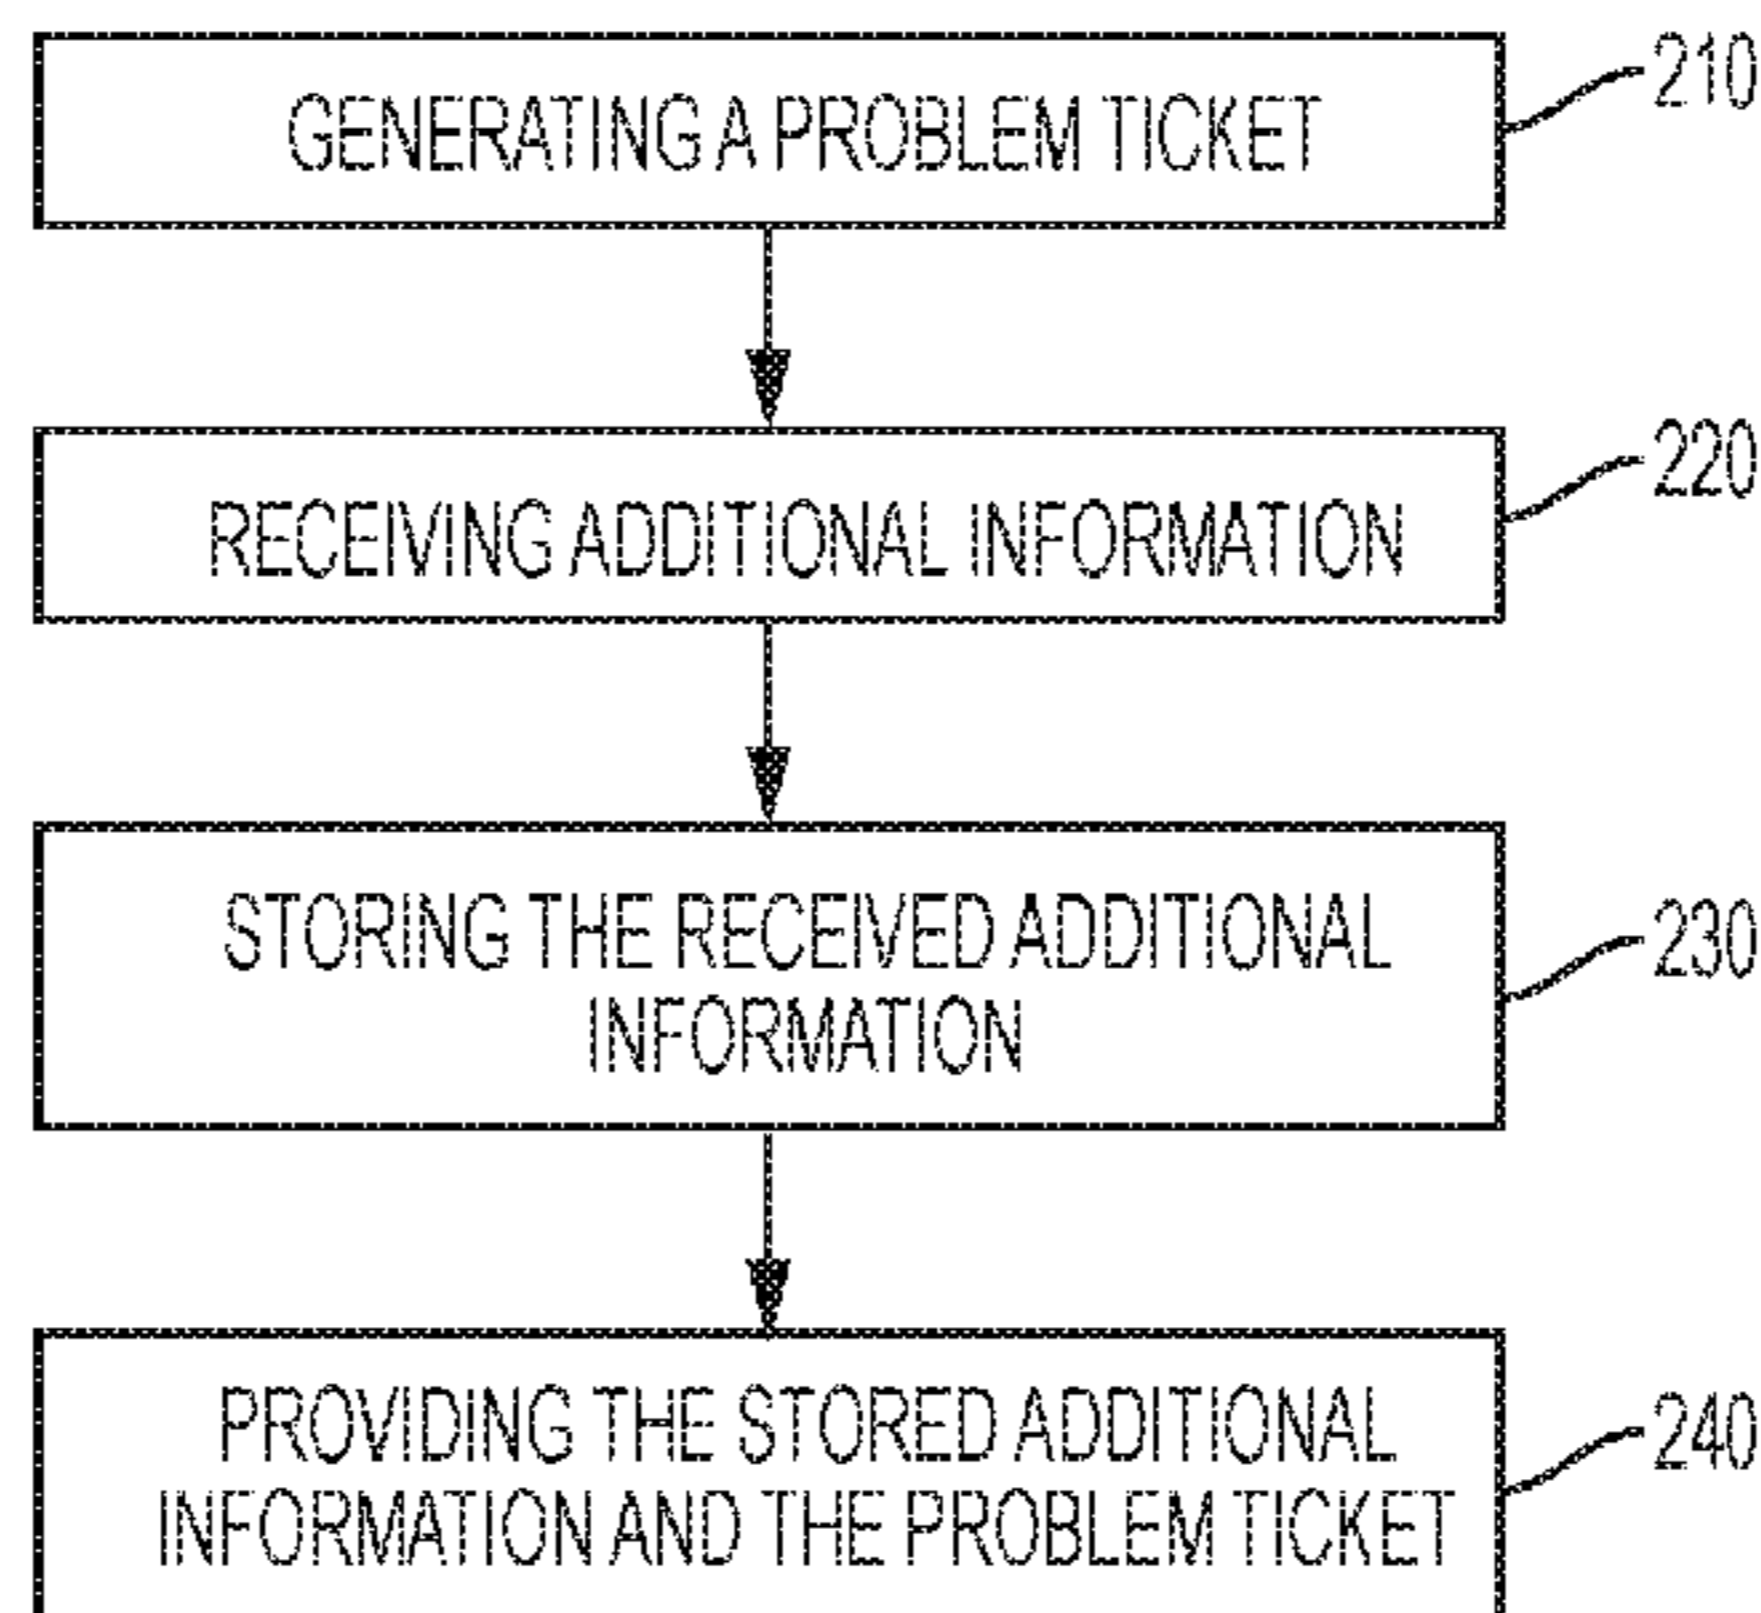 GENERATING A PROBLEM TICKET
210
RECEIVING ADDITIONAL INFORMATION
220
STORING THE RECEIVED ADDITIONAL
INFORMATION
230
PROVIDING THE STORED ADDITIONAL
INFORMATION AND THE PROBLEM TICKET
240